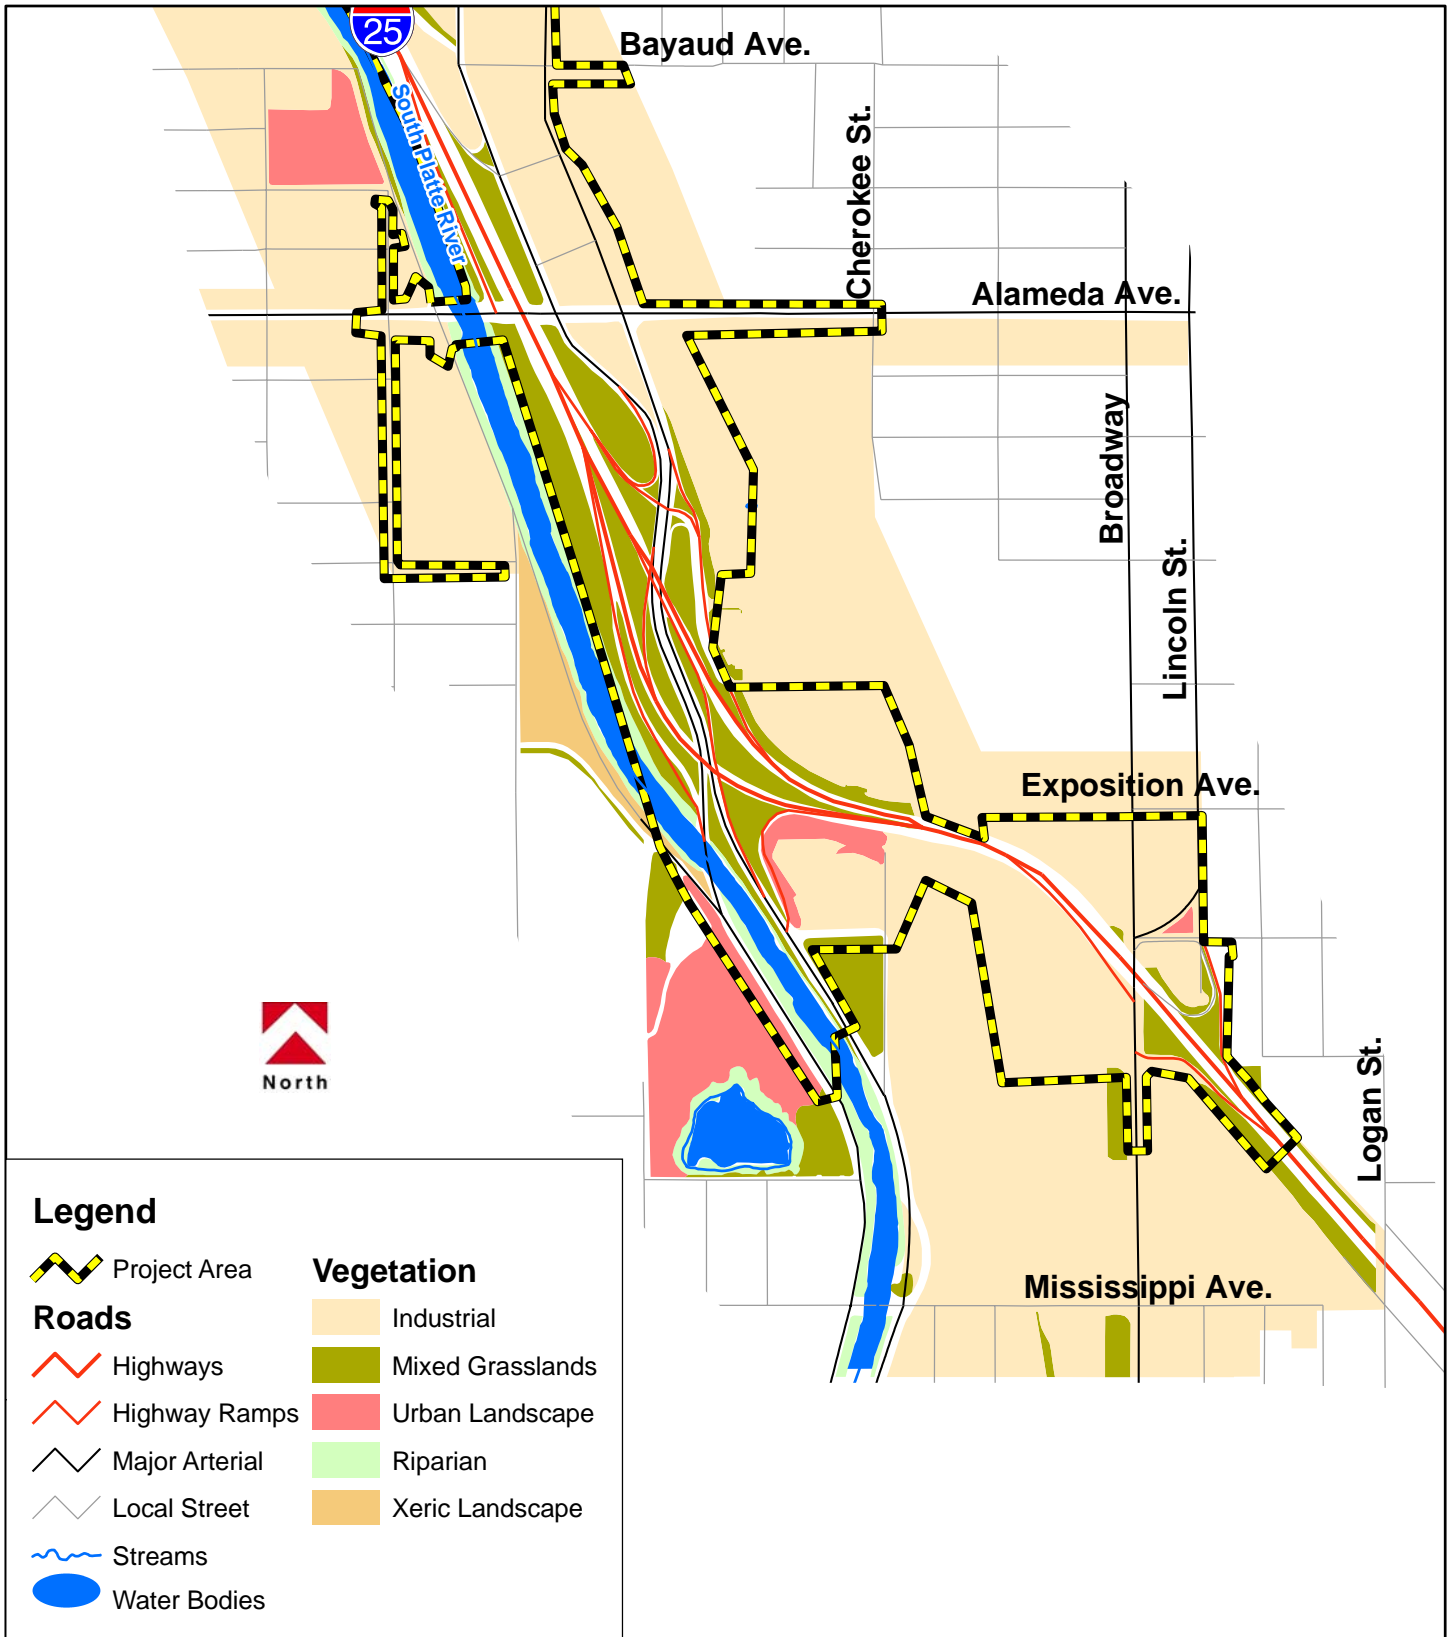 25
Bayaud Ave.
South Platte River
Cherokee St.
Alameda Ave.
Broadway
Lincoln St.
Exposition Ave.
North
Logan St.
Mississippi Ave.
Legend
Project Area
Roads
Highways
Highway Ramps
Major Arterial
Local Street
Streams
Water Bodies
Vegetation
Industrial
Mixed Grasslands
Urban Landscape
Riparian
Xeric Landscape